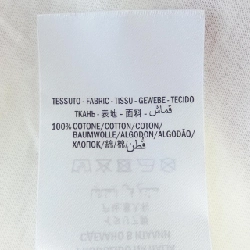 TESSUTO - FABRIC - TISSU - GEWEBE - TECIDO
ТКАНЬ - 表地 - 面料 - قماش
100% COTONE/COTTON/COTON/
BAUMWOLLE/ALGODON/ALGODÃO/
ХЛОПОК/綿/棉/قطن